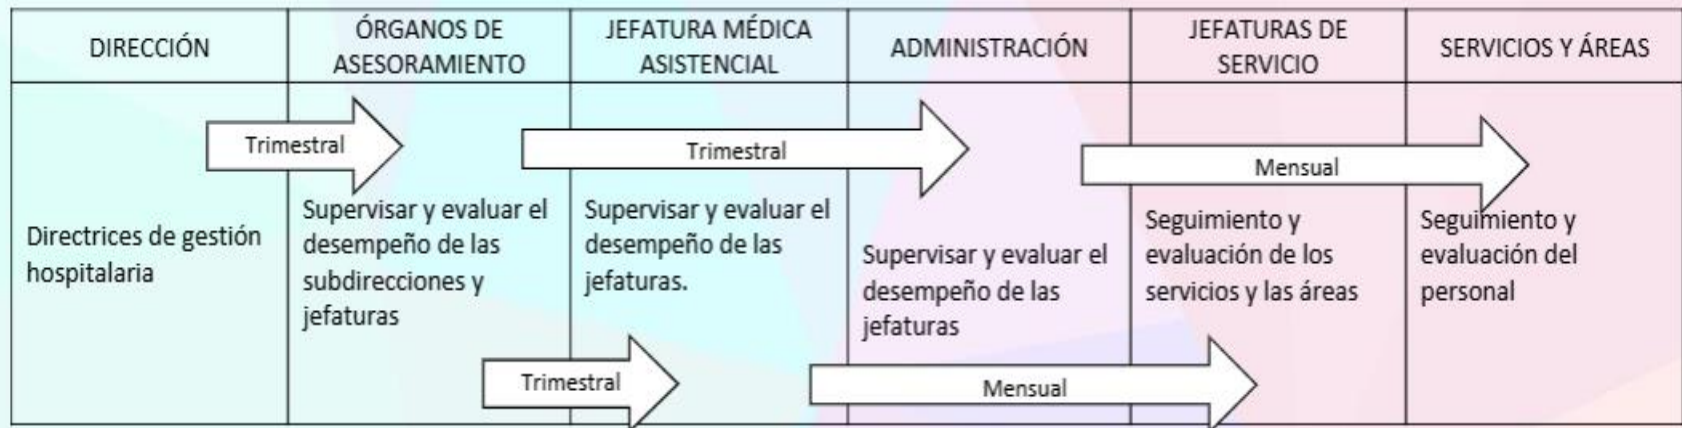 DIRECCIÓN
ÓRGANOS DE
ASESORAMIENTO
JEFATURA MÉDICA
ASISTENCIAL
ADMINISTRACIÓN
JEFATURAS DE
SERVICIO
SERVICIOS Y ÁREAS
Trimestral
Trimestral
Mensual
Directrices de gestión
hospitalaria
Supervisar y evaluar el
desempeño de las
subdirecciones y
jefaturas
Supervisar y evaluar el
desempeño de las
jefaturas.
Supervisar y evaluar el
desempeño de las
jefaturas
Seguimiento y
evaluación de los
servicios y las áreas
Seguimiento y
evaluación del
personal
Trimestral
Mensual